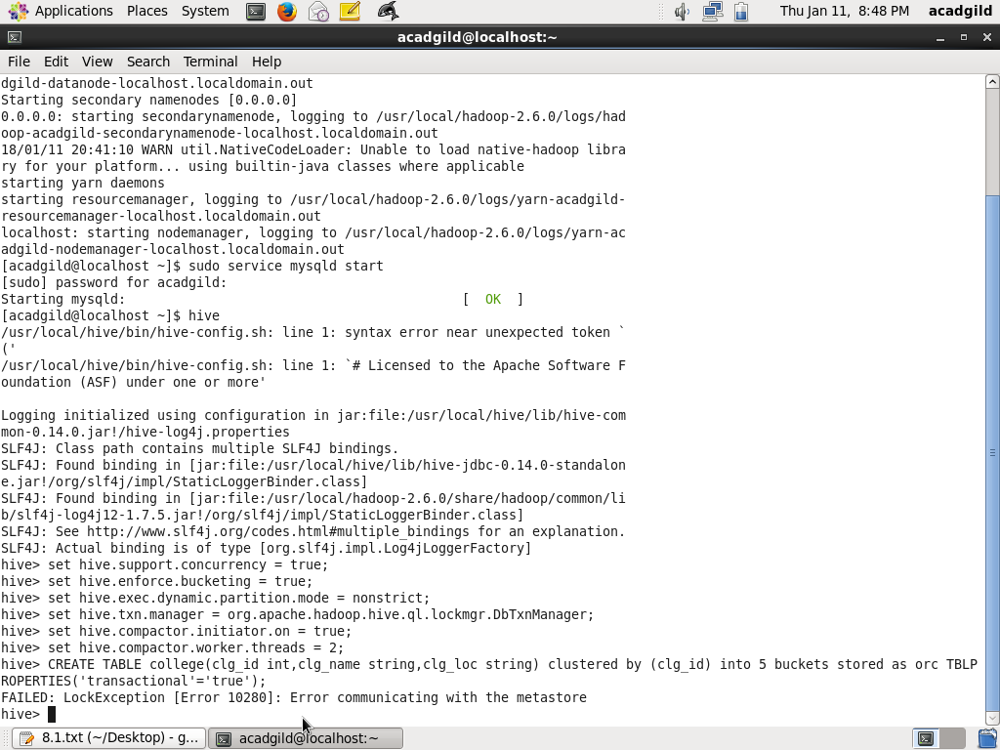 Applications Places System Thu Jan 11, 8:48 PM acadgild
acadgild@localhost:~
File Edit View Search Terminal Help
dgild-datanode-localhost.localdomain.out
Starting secondary namenodes [0.0.0.0]
0.0.0.0: starting secondarynamenode, logging to /usr/local/hadoop-2.6.0/logs/had
oop-acadgild-secondarynamenode-localhost.localdomain.out
18/01/11 20:41:10 WARN util.NativeCodeLoader: Unable to load native-hadoop libra
ry for your platform... using builtin-java classes where applicable
starting yarn daemons
starting resourcemanager, logging to /usr/local/hadoop-2.6.0/logs/yarn-acadgild-
resourcemanager-localhost.localdomain.out
localhost: starting nodemanager, logging to /usr/local/hadoop-2.6.0/logs/yarn-ac
adgild-nodemanager-localhost.localdomain.out
[acadgild@localhost ~]$ sudo service mysqld start
[sudo] password for acadgild:
Starting mysqld: [ OK ]
[acadgild@localhost ~]$ hive
/usr/local/hive/bin/hive-config.sh: line 1: syntax error near unexpected token `
('
/usr/local/hive/bin/hive-config.sh: line 1: `# Licensed to the Apache Software F
oundation (ASF) under one or more'
Logging initialized using configuration in jar:file:/usr/local/hive/lib/hive-com
mon-0.14.0.jar!/hive-log4j.properties
SLF4J: Class path contains multiple SLF4J bindings.
SLF4J: Found binding in [jar:file:/usr/local/hive/lib/hive-jdbc-0.14.0-standalon
e.jar!/org/slf4j/impl/StaticLoggerBinder.class]
SLF4J: Found binding in [jar:file:/usr/local/hadoop-2.6.0/share/hadoop/common/li
b/slf4j-log4j12-1.7.5.jar!/org/slf4j/impl/StaticLoggerBinder.class]
SLF4J: See http://www.slf4j.org/codes.html#multiple_bindings for an explanation.
SLF4J: Actual binding is of type [org.slf4j.impl.Log4jLoggerFactory]
hive> set hive.support.concurrency = true;
hive> set hive.enforce.bucketing = true;
hive> set hive.exec.dynamic.partition.mode = nonstrict;
hive> set hive.txn.manager = org.apache.hadoop.hive.ql.lockmgr.DbTxnManager;
hive> set hive.compactor.initiator.on = true;
hive> set hive.compactor.worker.threads = 2;
hive> CREATE TABLE college(clg_id int,clg_name string,clg_loc string) clustered by (clg_id) into 5 buckets stored as orc TBLP
ROPERTIES('transactional'='true');
FAILED: LockException [Error 10280]: Error communicating with the metastore
hive>
8.1.txt (~/Desktop) - g... acadgild@localhost:~